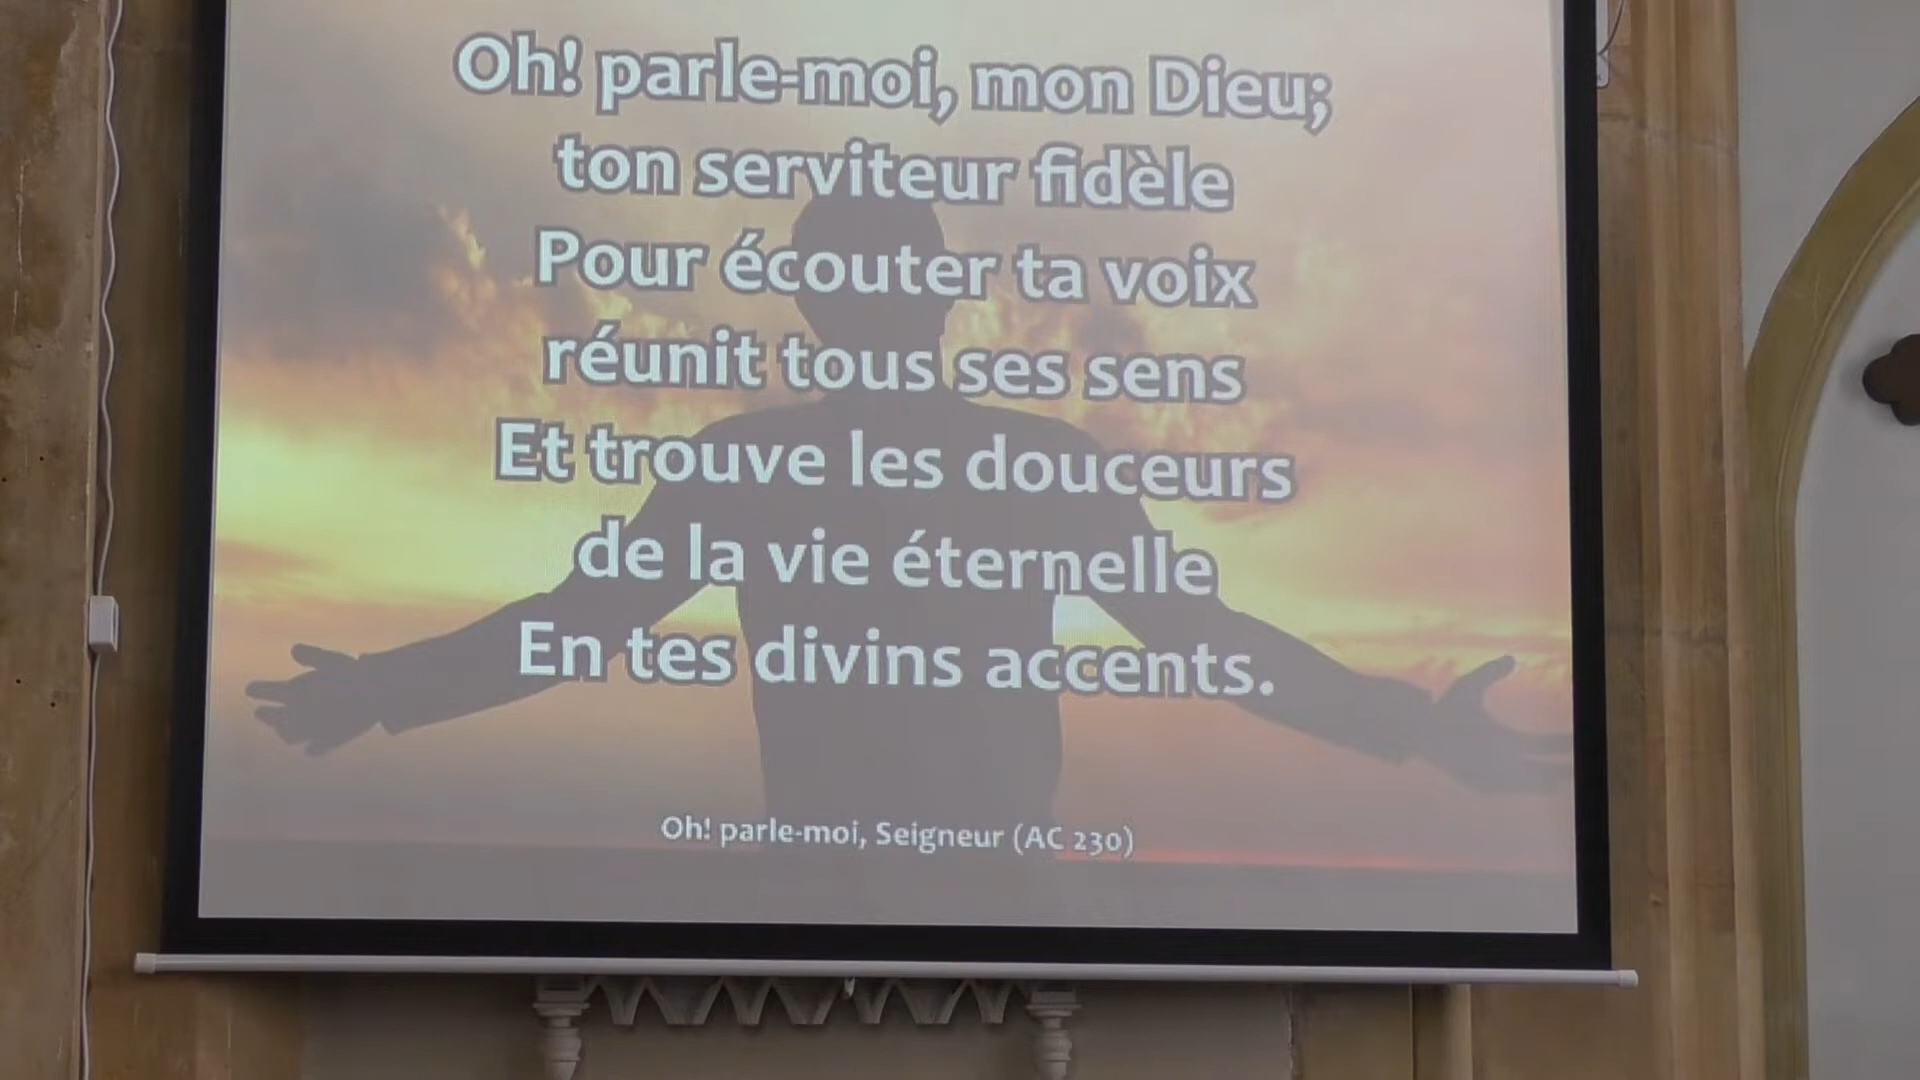 Oh! parle-moi, mon Dieu;
ton serviteur fidèle
Pour écouter ta voix
réunit tous ses sens
Et trouve les douceurs
de la vie éternelle
En tes divins accents.
Oh! parle-moi, Seigneur (AC 230)